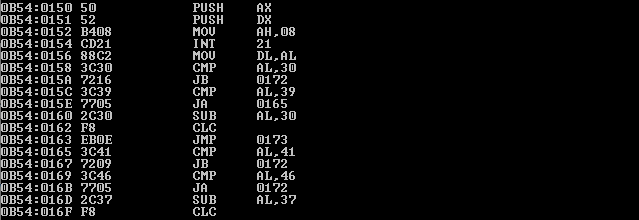 0B54:0150 50 PUSH AX
0B54:0151 52 PUSH DX
0B54:0152 B408 MOV AH,08
0B54:0154 CD21 INT 21
0B54:0156 88C2 MOV DL,AL
0B54:0158 3C30 CMP AL,30
0B54:015A 7216 JB 0172
0B54:015C 3C39 CMP AL,39
0B54:015E 7705 JA 0165
0B54:0160 2C30 SUB AL,30
0B54:0162 F8 CLC
0B54:0163 EB0E JMP 0173
0B54:0165 3C41 CMP AL,41
0B54:0167 7209 JB 0172
0B54:0169 3C46 CMP AL,46
0B54:016B 7705 JA 0172
0B54:016D 2C37 SUB AL,37
0B54:016F F8 CLC